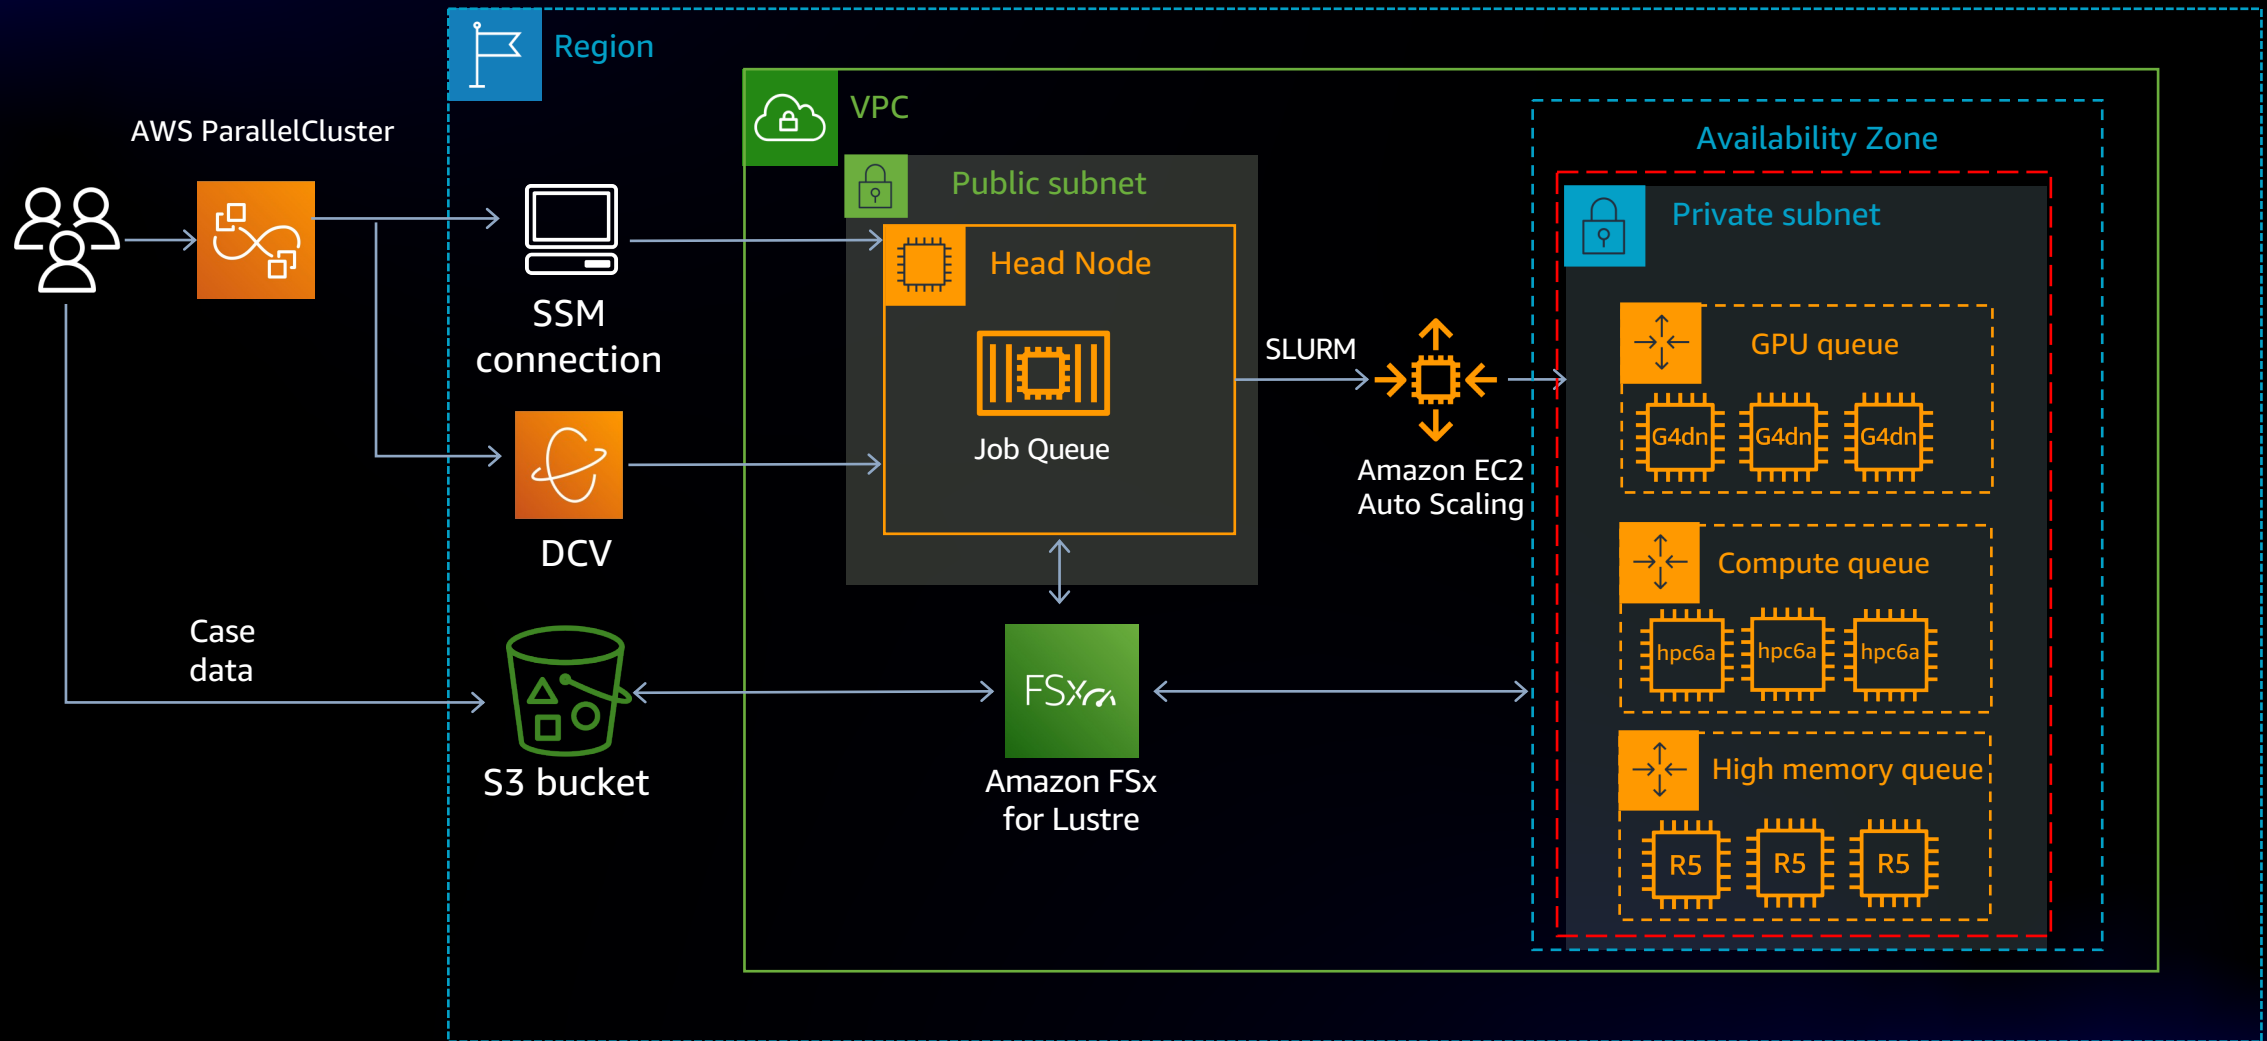 Region
VPC
AWS ParallelCluster
Availability Zone
Public subnet
Private subnet
Head Node
SSM
connection
SLURM
GPU queue
G4dn
G4dn
G4dn
Job Queue
Amazon EC2
Auto Scaling
DCV
Compute queue
hpc6a
hpc6a
hpc6a
Case
data
FSx
S3 bucket
Amazon FSx
for Lustre
High memory queue
R5
R5
R5